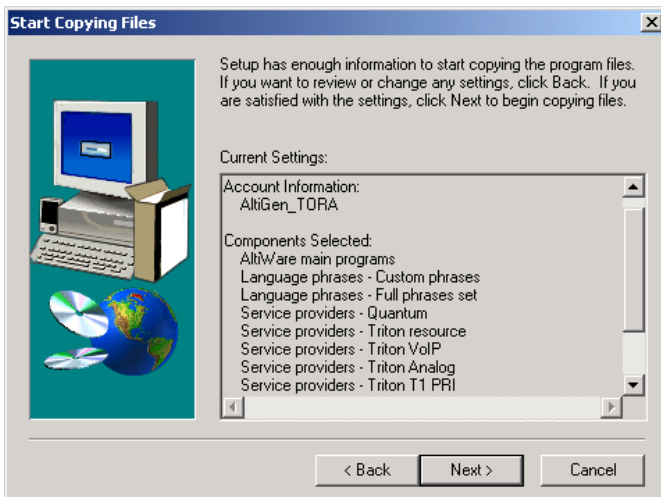 Start Copying Files
Setup has enough information to start copying the program files.
If you want to review or change any settings, click Back. If you
are satisfied with the settings, click Next to begin copying files.
Current Settings:
Account Information:
AltiGen_TORA
Components Selected:
AltiWare main programs
Language phrases - Custom phrases
Language phrases - Full phrases set
Service providers - Quantum
Service providers - Triton resource
Service providers - Triton VoIP
Service providers - Triton Analog
Service providers - Triton T1 PRI
< Back
Next >
Cancel